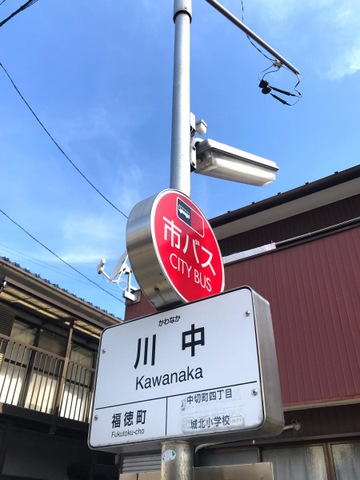 市バス
CITY BUS
かわなか
川中
Kawanaka
福徳町
Fukutoku-cho
中切町四丁目
城北小学校